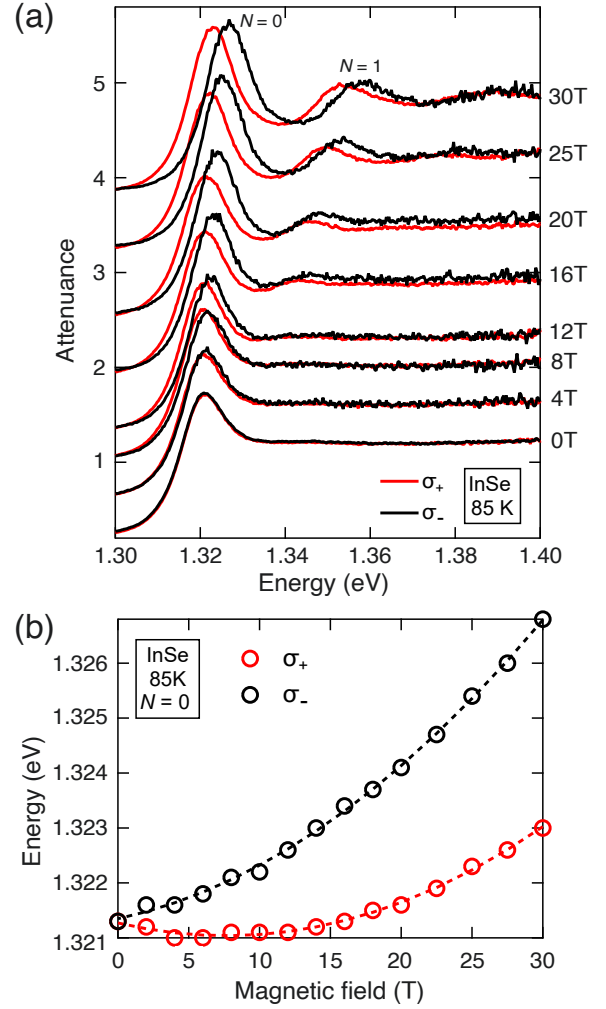 (a)
N = 0
N = 1
5
4
3
2
1
Attenuance
30T
25T
20T
16T
12T
8T
4T
0T
σ+
σ-
InSe
85 K
1.30
1.32
1.34
1.36
1.38
1.40
Energy (eV)
(b)
InSe
85K
N = 0
σ+
σ-
1.326
1.325
1.324
1.323
1.322
1.321
Energy (eV)
0
5
10
15
20
25
30
Magnetic field (T)